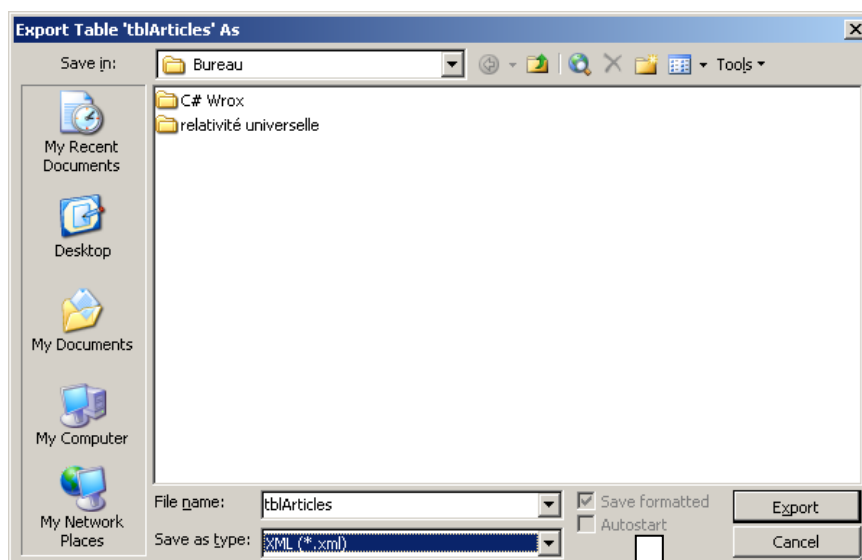 Export Table 'tblArticles' As
Save in:
Bureau
Tools
C# Wrox
relativité universelle
My Recent
Documents
Desktop
My Documents
My Computer
My Network
Places
File name:
tblArticles
Save as type:
XML (*.xml)
Save formatted
Autostart
Export
Cancel